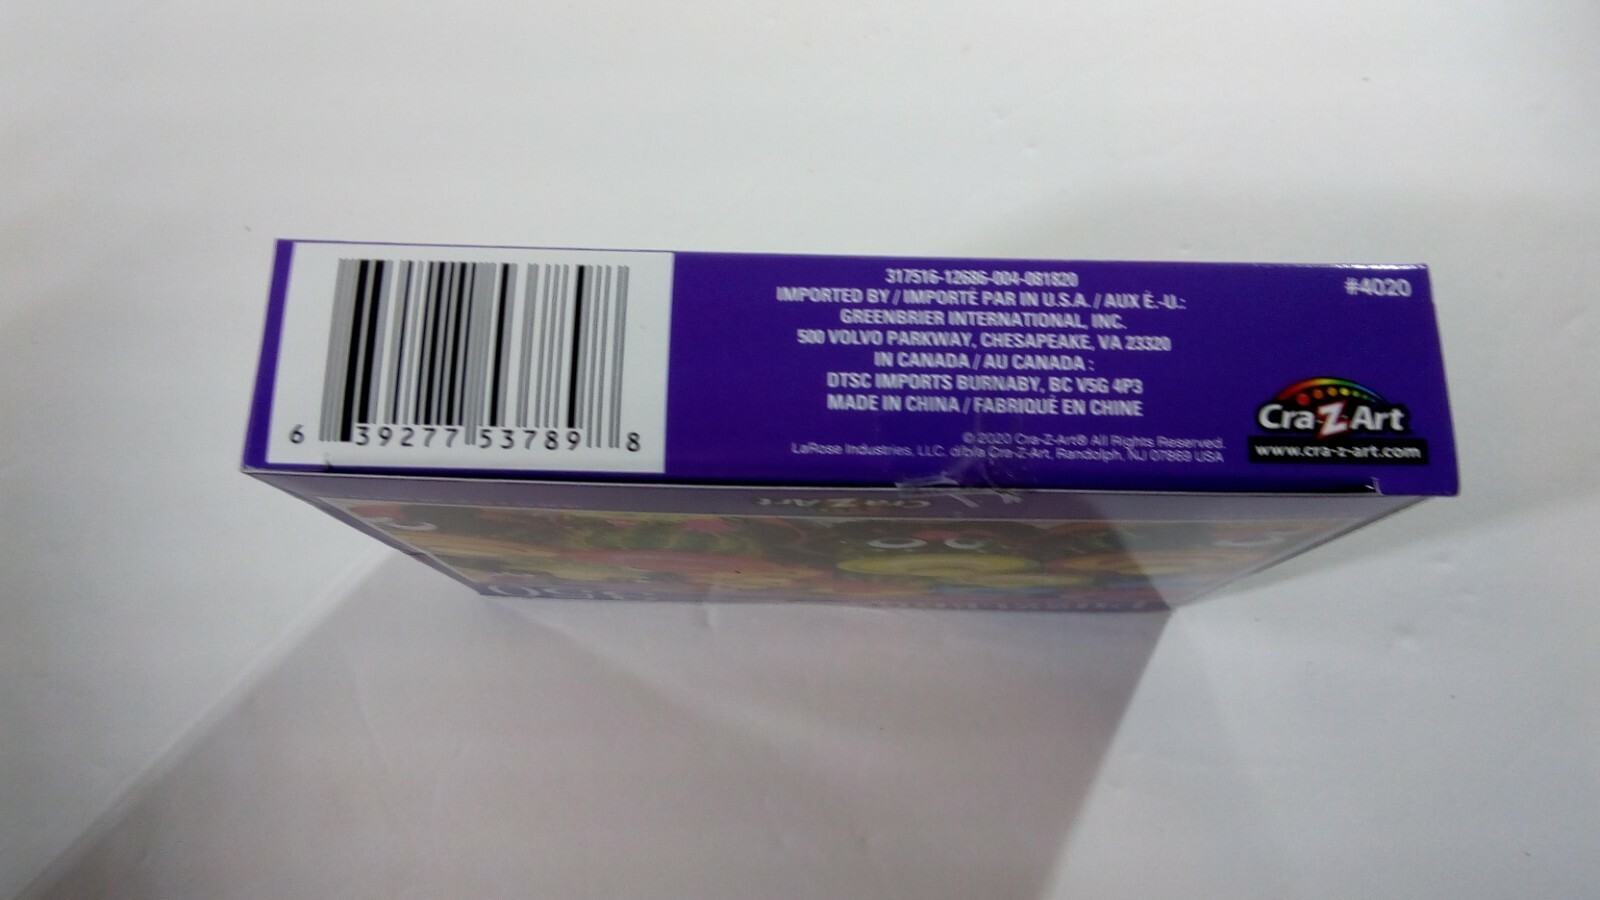 6 39277 53789 8
317516-12686-004-081820
IMPORTED BY / IMPORTÉ PAR IN U.S.A. / AUX É.-U.:
GREENBRIER INTERNATIONAL, INC.
500 VOLVO PARKWAY, CHESAPEAKE, VA 23320
IN CANADA / AU CANADA :
DTSC IMPORTS BURNABY, BC V5G 4P3
MADE IN CHINA / FABRIQUÉ EN CHINE
© 2020 Cra-Z-Art® All Rights Reserved.
LaRose Industries, LLC. d/b/a Cra-Z-Art, Randolph, NJ 07869 USA
#4020
Cra-Z-Art
www.cra-z-art.com
Cra-Z-Art